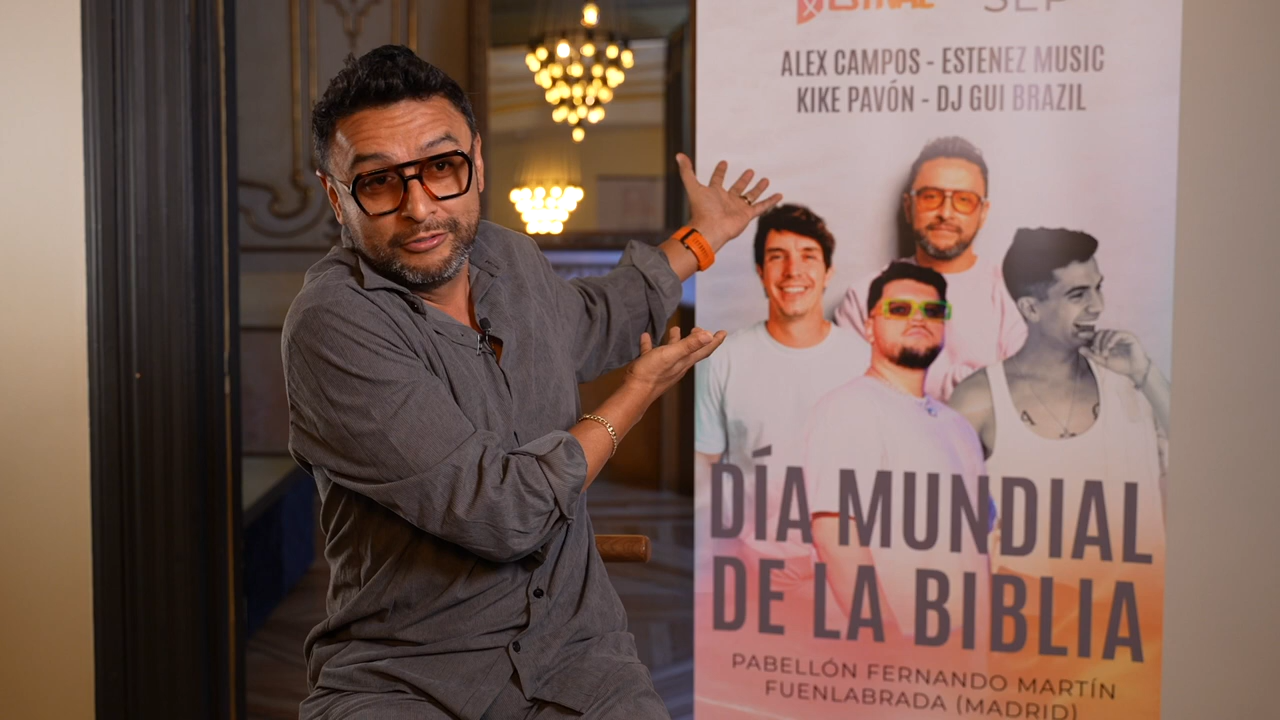 ALEX CAMPOS - ESTENEZ MUSIC
KIKE PAVÓN - DJ GUI BRAZIL
DÍA MUNDIAL
DE LA BIBLIA
PABELLÓN FERNANDO MARTÍN
FUENLABRADA (MADRID)